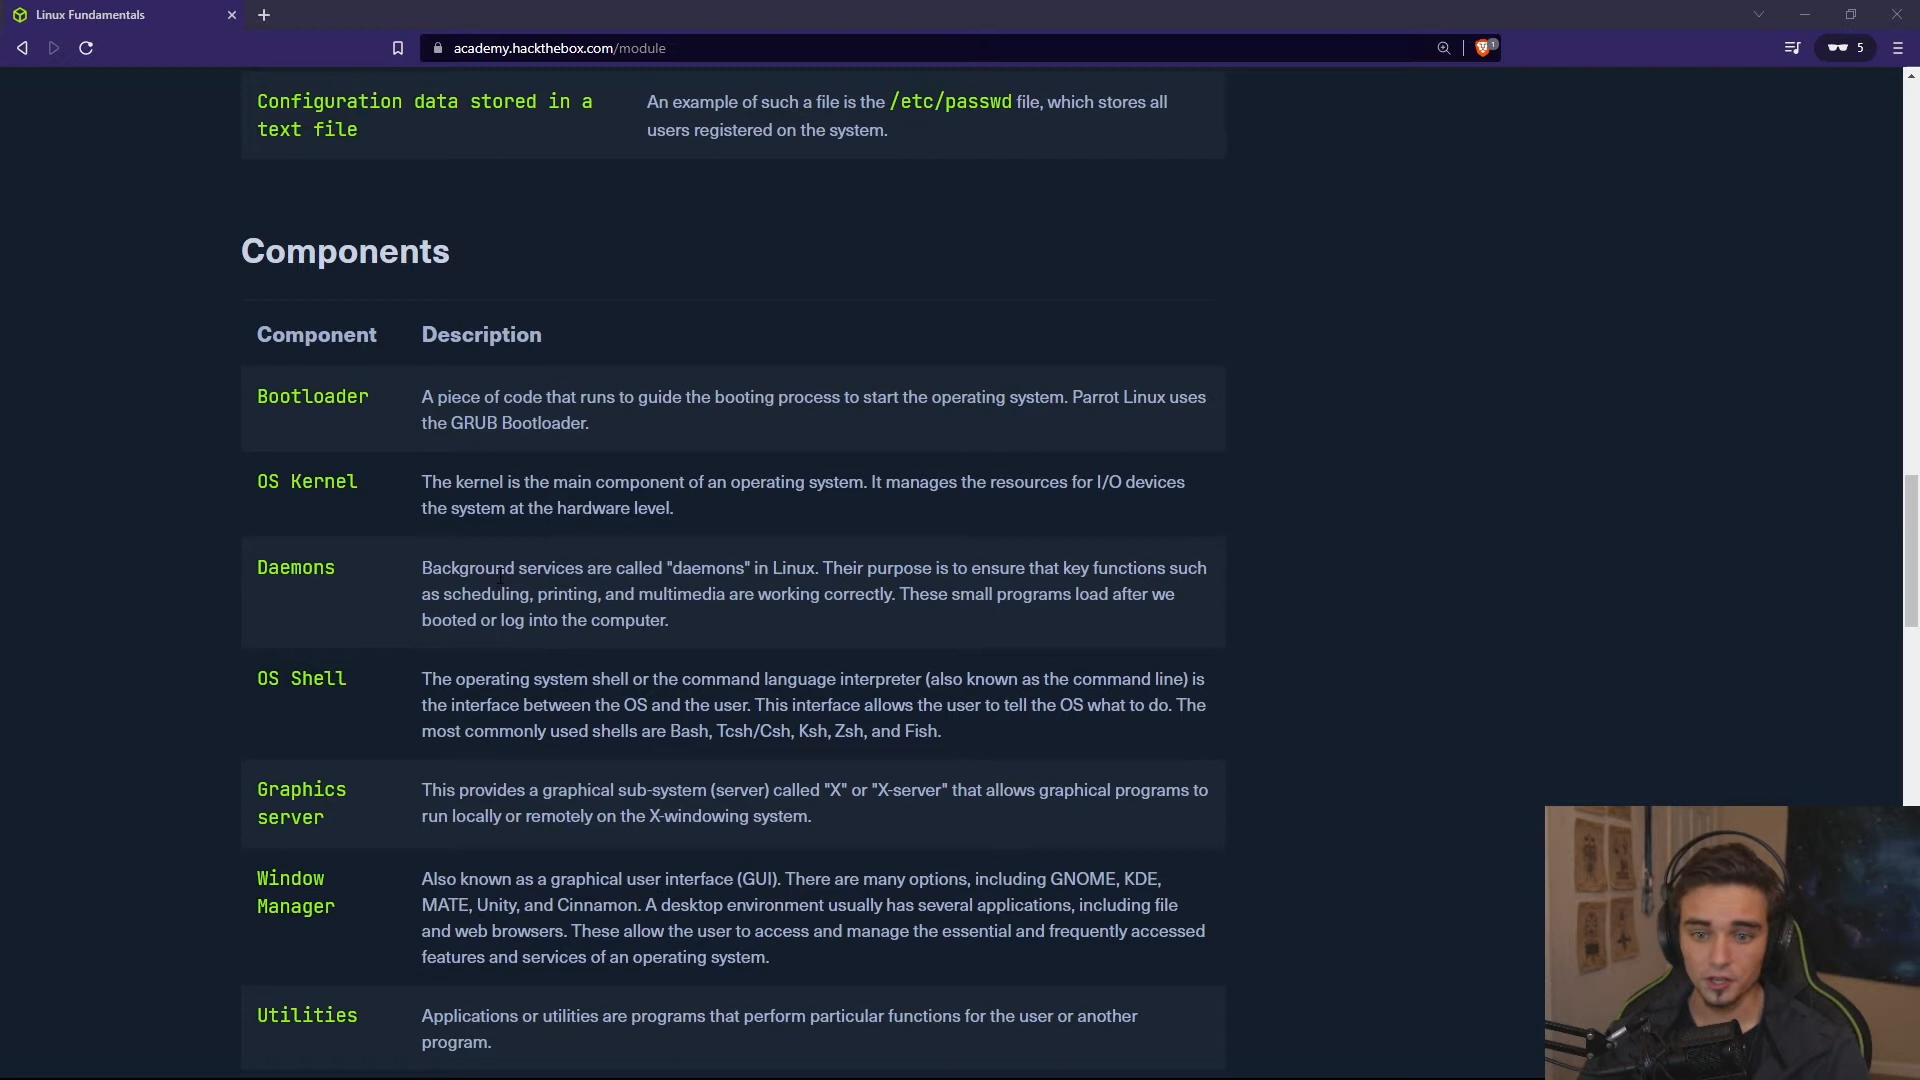 Linux Fundamentals
academy.hackthebox.com/module
1
5
Configuration data stored in a
text file
An example of such a file is the /etc/passwd file, which stores all
users registered on the system.
Components
Component Description
Bootloader
A piece of code that runs to guide the booting process to start the operating system. Parrot Linux uses
the GRUB Bootloader.
OS Kernel
The kernel is the main component of an operating system. It manages the resources for I/O devices
the system at the hardware level.
Daemons
Background services are called "daemons" in Linux. Their purpose is to ensure that key functions such
as scheduling, printing, and multimedia are working correctly. These small programs load after we
booted or log into the computer.
OS Shell
The operating system shell or the command language interpreter (also known as the command line) is
the interface between the OS and the user. This interface allows the user to tell the OS what to do. The
most commonly used shells are Bash, Tcsh/Csh, Ksh, Zsh, and Fish.
Graphics
server
This provides a graphical sub-system (server) called "X" or "X-server" that allows graphical programs to
run locally or remotely on the X-windowing system.
Window
Manager
Also known as a graphical user interface (GUI). There are many options, including GNOME, KDE,
MATE, Unity, and Cinnamon. A desktop environment usually has several applications, including file
and web browsers. These allow the user to access and manage the essential and frequently accessed
features and services of an operating system.
Utilities
Applications or utilities are programs that perform particular functions for the user or another
program.